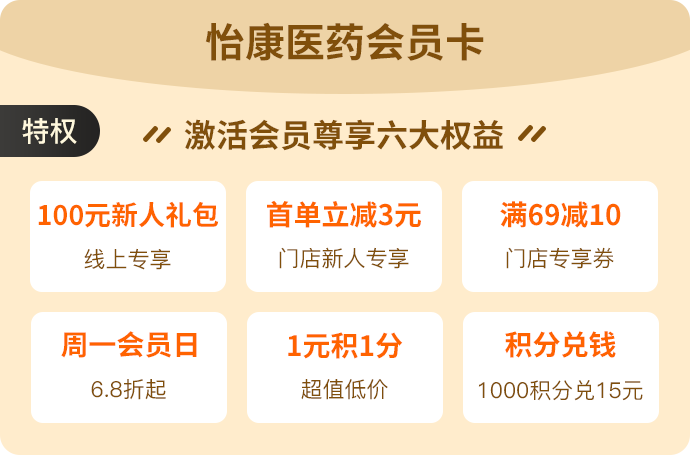 怡康医药会员卡
特权
激活会员尊享六大权益
100元新人礼包
线上专享
首单立减3元
门店新人专享
满69减10
门店专享券
周一会员日
6.8折起
1元积1分
超值低价
积分兑钱
1000积分兑15元